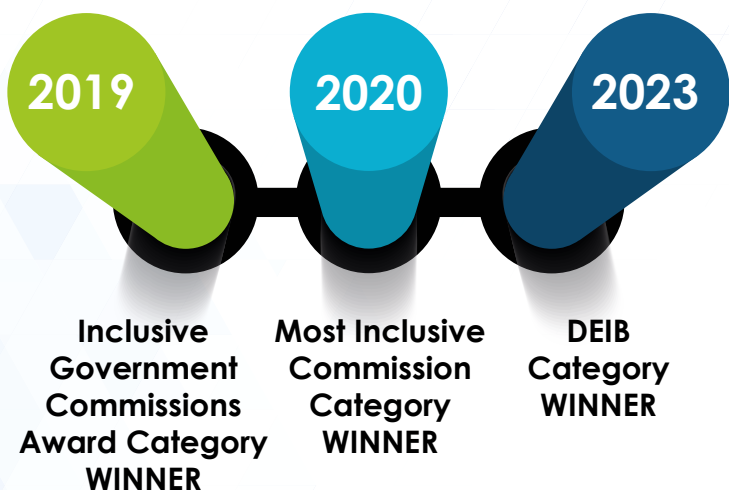 2019
2020
2023
Inclusive
Government
Commissions
Award Category
WINNER
Most Inclusive
Commission
Category
WINNER
DEIB
Category
WINNER